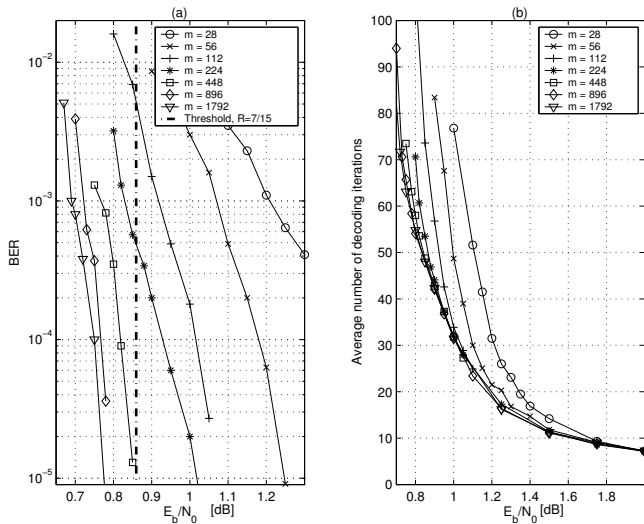 (a)
(b)
m = 28
m = 56
m = 112
m = 224
m = 448
m = 896
m = 1792
Threshold, R=7/15
10^-2
10^-3
10^-4
10^-5
BER
0.7 0.8 0.9 1 1.1 1.2
E_b/N_0 [dB]
m = 28
m = 56
m = 112
m = 224
m = 448
m = 896
m = 1792
100
90
80
70
60
50
40
30
20
10
0
Average number of decoding iterations
0.8 1 1.2 1.4 1.6 1.8 2
E_b/N_0 [dB]